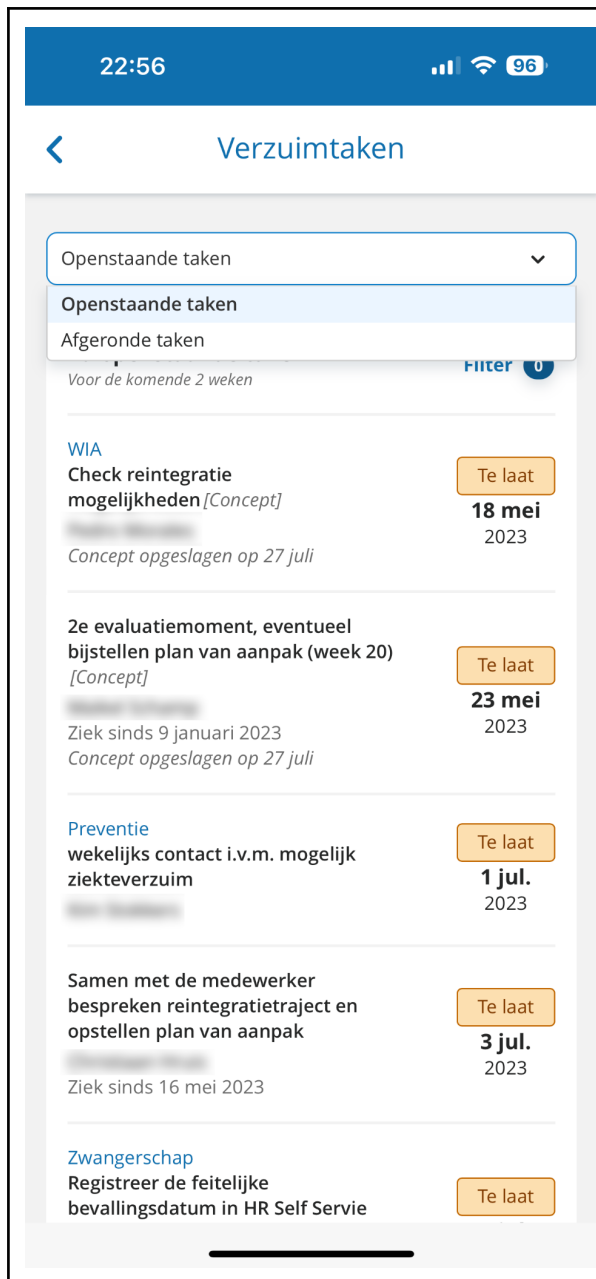 22:56
96
Verzuimtaken
Openstaande taken
Openstaande taken
Afgeronde taken
Filter 0
Voor de komende 2 weken
WIA
Check reintegratie
mogelijkheden [Concept]
Concept opgeslagen op 27 juli
Te laat
18 mei
2023
2e evaluatiemoment, eventueel
bijstellen plan van aanpak (week 20)
[Concept]
Ziek sinds 9 januari 2023
Concept opgeslagen op 27 juli
Te laat
23 mei
2023
Preventie
wekelijks contact i.v.m. mogelijk
ziekteverzuim
Te laat
1 jul.
2023
Samen met de medewerker
bespreken reintegratietraject en
opstellen plan van aanpak
Ziek sinds 16 mei 2023
Te laat
3 jul.
2023
Zwangerschap
Registreer de feitelijke
bevallingsdatum in HR Self Servie
Te laat